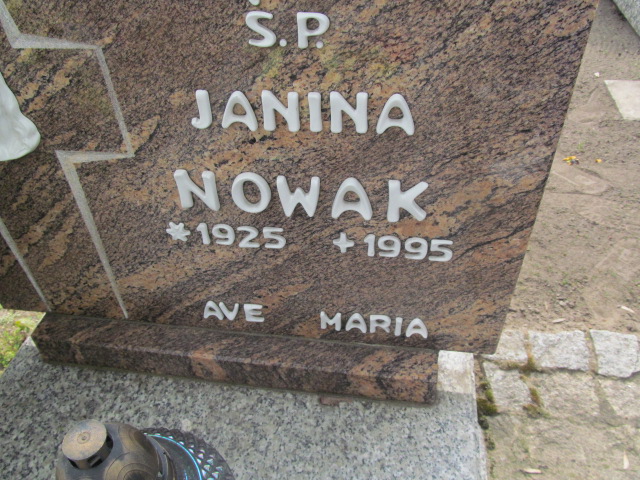 Ś.P.
JANINA
NOWAK
*1925 +1995
AVE MARIA